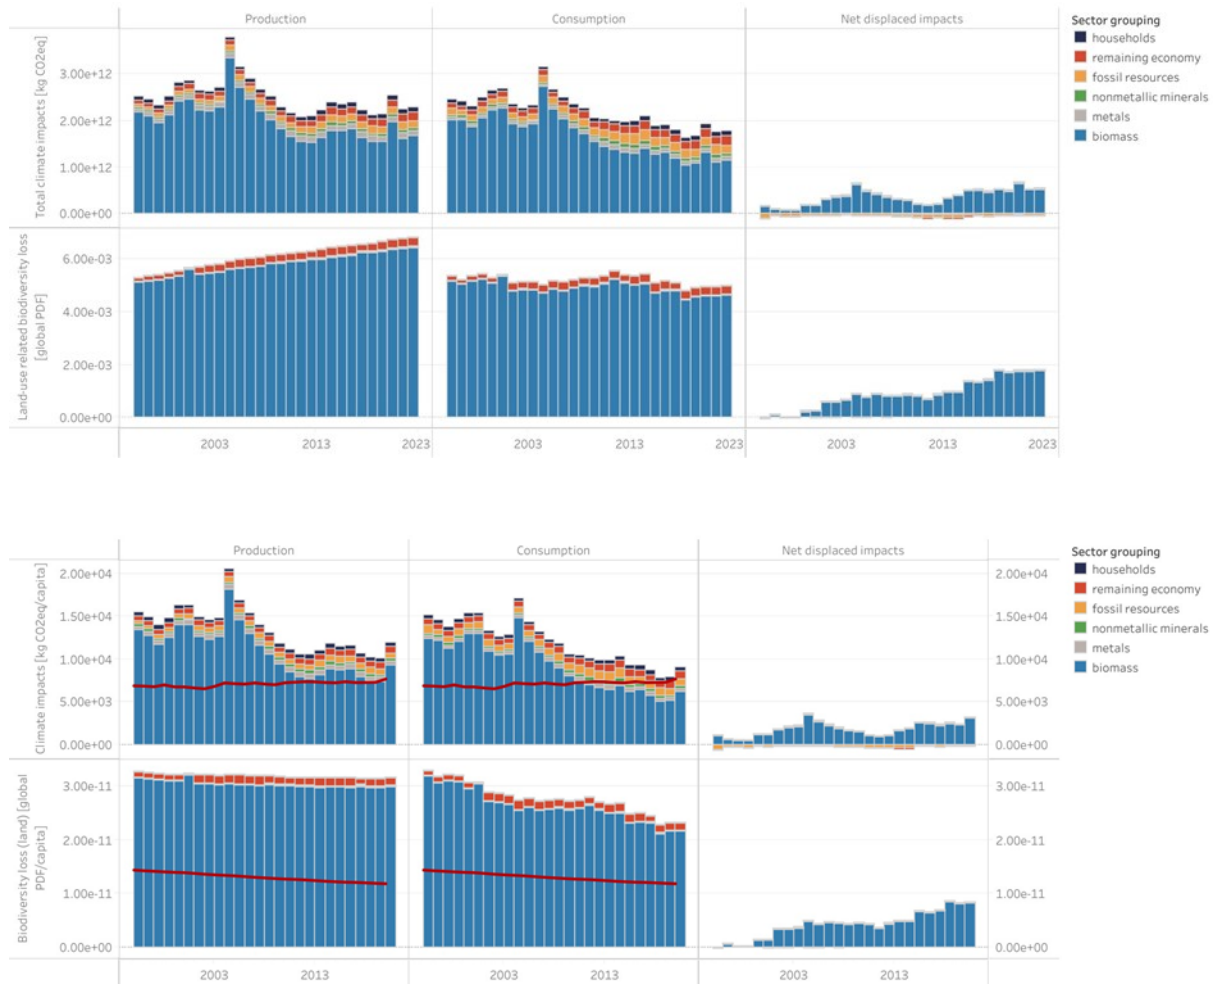 Production
Consumption
Net displaced impacts
Sector grouping
households
remaining economy
fossil resources
nonmetallic minerals
metals
biomass
Total climate impacts [kg CO2eq]
3.00e+12
2.00e+12
1.00e+12
0.00e+00
Land-use related biodiversity loss
[global PDF]
6.00e-03
4.00e-03
2.00e-03
0.00e+00
2003
2013
2023
2003
2013
2023
2003
2013
2023
Production
Consumption
Net displaced impacts
Sector grouping
households
remaining economy
fossil resources
nonmetallic minerals
metals
biomass
Climate impacts [kg CO2eq/capita]
2.00e+04
1.50e+04
1.00e+04
5.00e+03
0.00e+00
2.00e+04
1.50e+04
1.00e+04
5.00e+03
0.00e+00
Biodiversity loss (land) [global
PDF/capita]
3.00e-11
2.00e-11
1.00e-11
0.00e+00
3.00e-11
2.00e-11
1.00e-11
0.00e+00
2003
2013
2003
2013
2003
2013